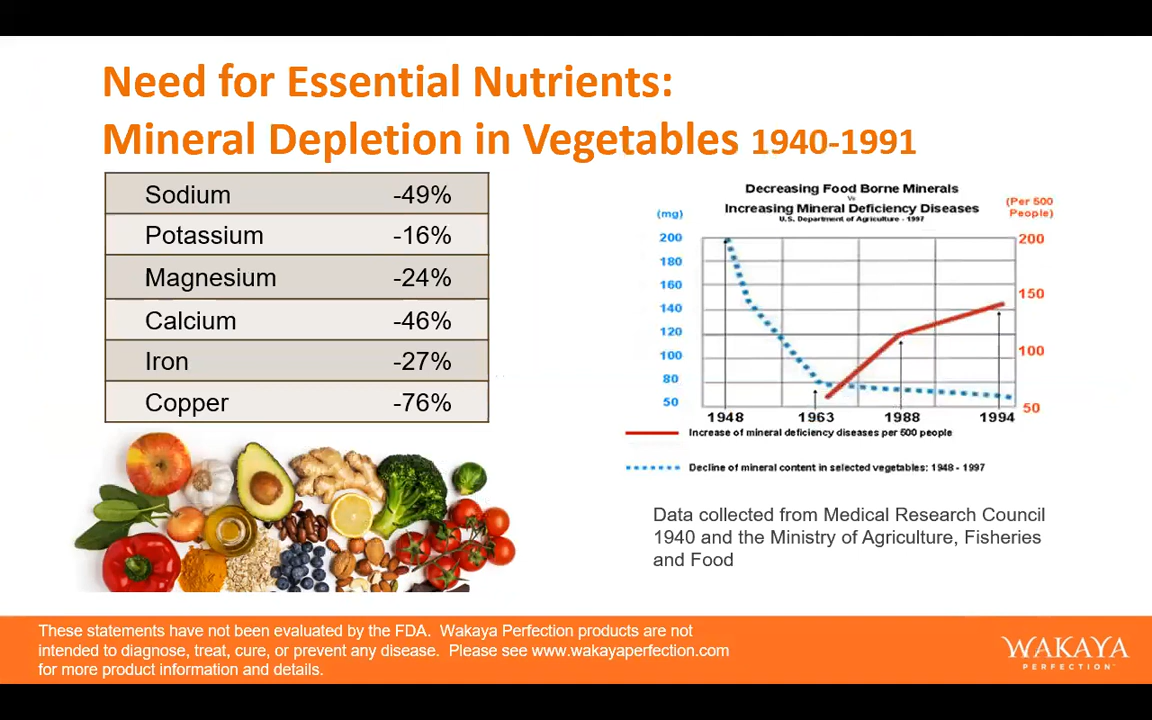 Need for Essential Nutrients:
Mineral Depletion in Vegetables 1940-1991
Sodium -49%
Potassium -16%
Magnesium -24%
Calcium -46%
Iron -27%
Copper -76%
Decreasing Food Borne Minerals
Vs
Increasing Mineral Deficiency Diseases
U.S. Department of Agriculture - 1997
(mg)
(Per 500
People)
200
180
160
140
120
100
80
50
200
150
100
50
1948 1963 1988 1994
Increase of mineral deficiency diseases per 500 people
Decline of mineral content in selected vegetables: 1948 - 1997
Data collected from Medical Research Council
1940 and the Ministry of Agriculture, Fisheries
and Food
These statements have not been evaluated by the FDA. Wakaya Perfection products are not
intended to diagnose, treat, cure, or prevent any disease. Please see www.wakayaperfection.com
for more product information and details.
WAKAYA
PERFECTION™